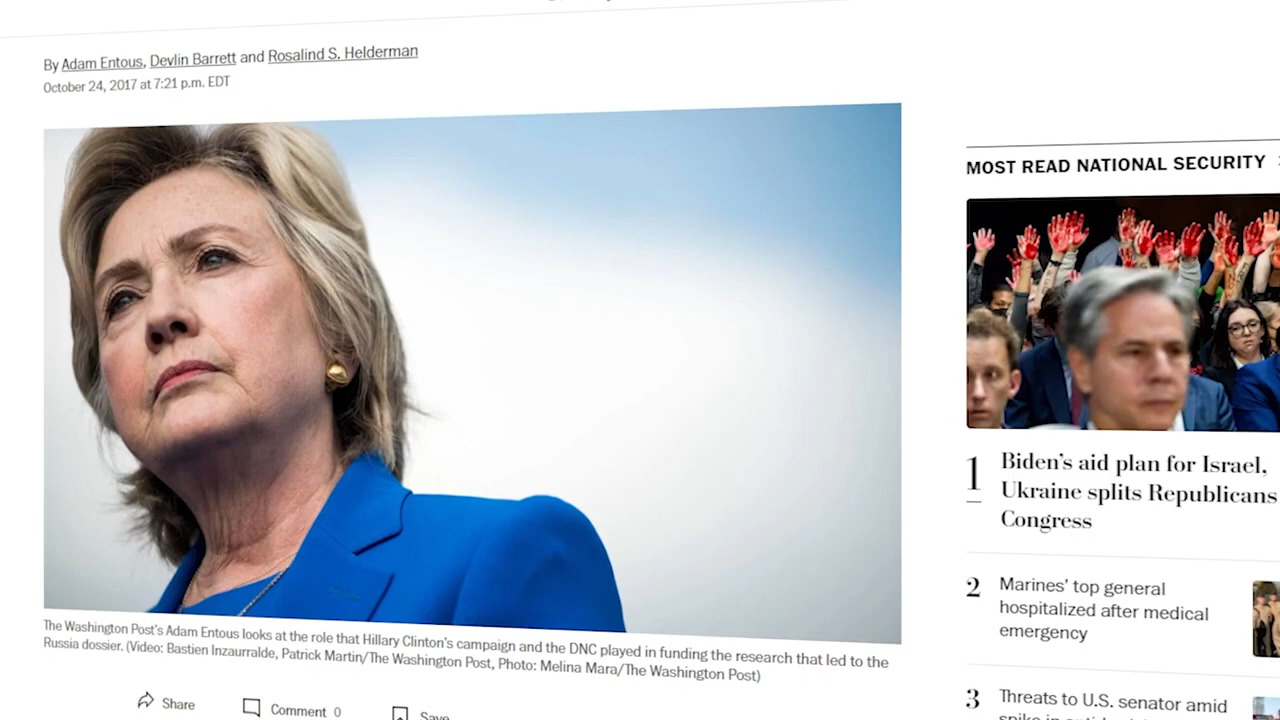 By Adam Entous, Devlin Barrett and Rosalind S. Helderman
October 24, 2017 at 7:21 p.m. EDT
The Washington Post's Adam Entous looks at the role that Hillary Clinton's campaign and the DNC played in funding the research that led to the
Russia dossier. (Video: Bastien Inzaurralde, Patrick Martin/The Washington Post, Photo: Melina Mara/The Washington Post)
Share
Comment 0
Save
MOST READ NATIONAL SECURITY
1
Biden's aid plan for Israel,
Ukraine splits Republicans
Congress
2
Marines' top general
hospitalized after medical
emergency
3
Threats to U.S. senator amid
spike in